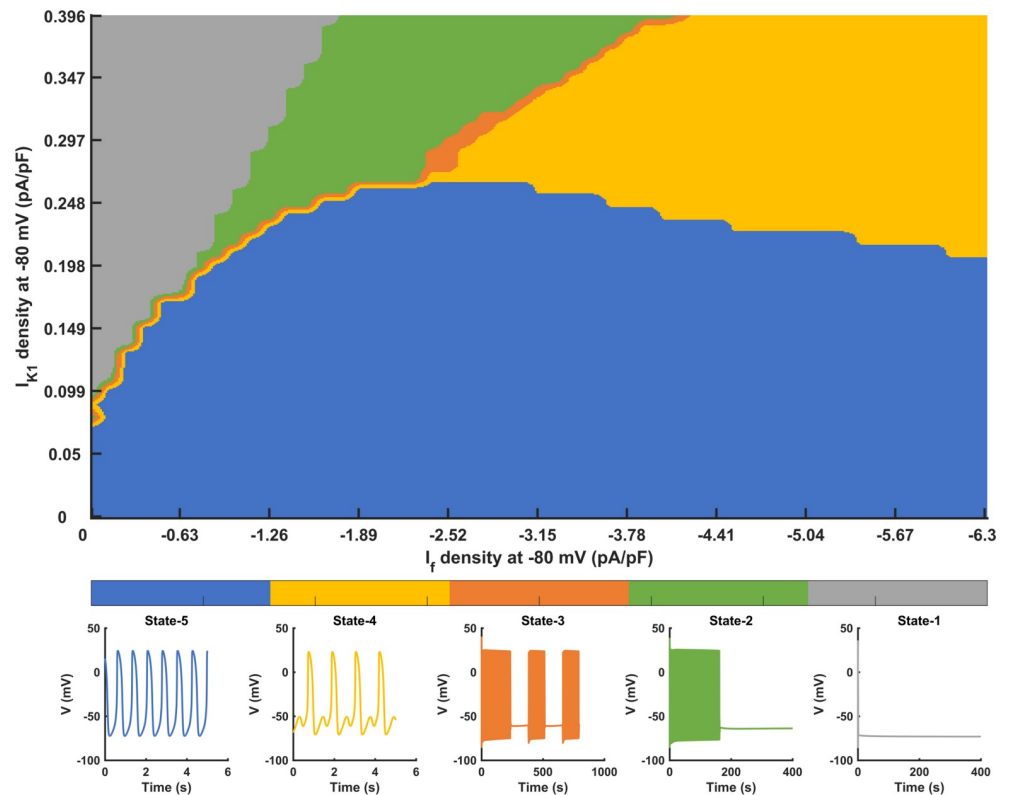 0.396
0.347
0.297
0.248
0.198
0.149
0.099
0.05
0
I_K1 density at -80 mV (pA/pF)
0 -0.63 -1.26 -1.89 -2.52 -3.15 -3.78 -4.41 -5.04 -5.67 -6.3
I_f density at -80 mV (pA/pF)
State-5 State-4 State-3 State-2 State-1
50 50 50 50 50
0 0 0 0 0
-50 -50 -50 -50 -50
-100 -100 -100 -100 -100
V (mV) V (mV) V (mV) V (mV) V (mV)
0 2 4 6 0 2 4 6 0 500 1000 0 200 400 0 200 400
Time (s) Time (s) Time (s) Time (s) Time (s)